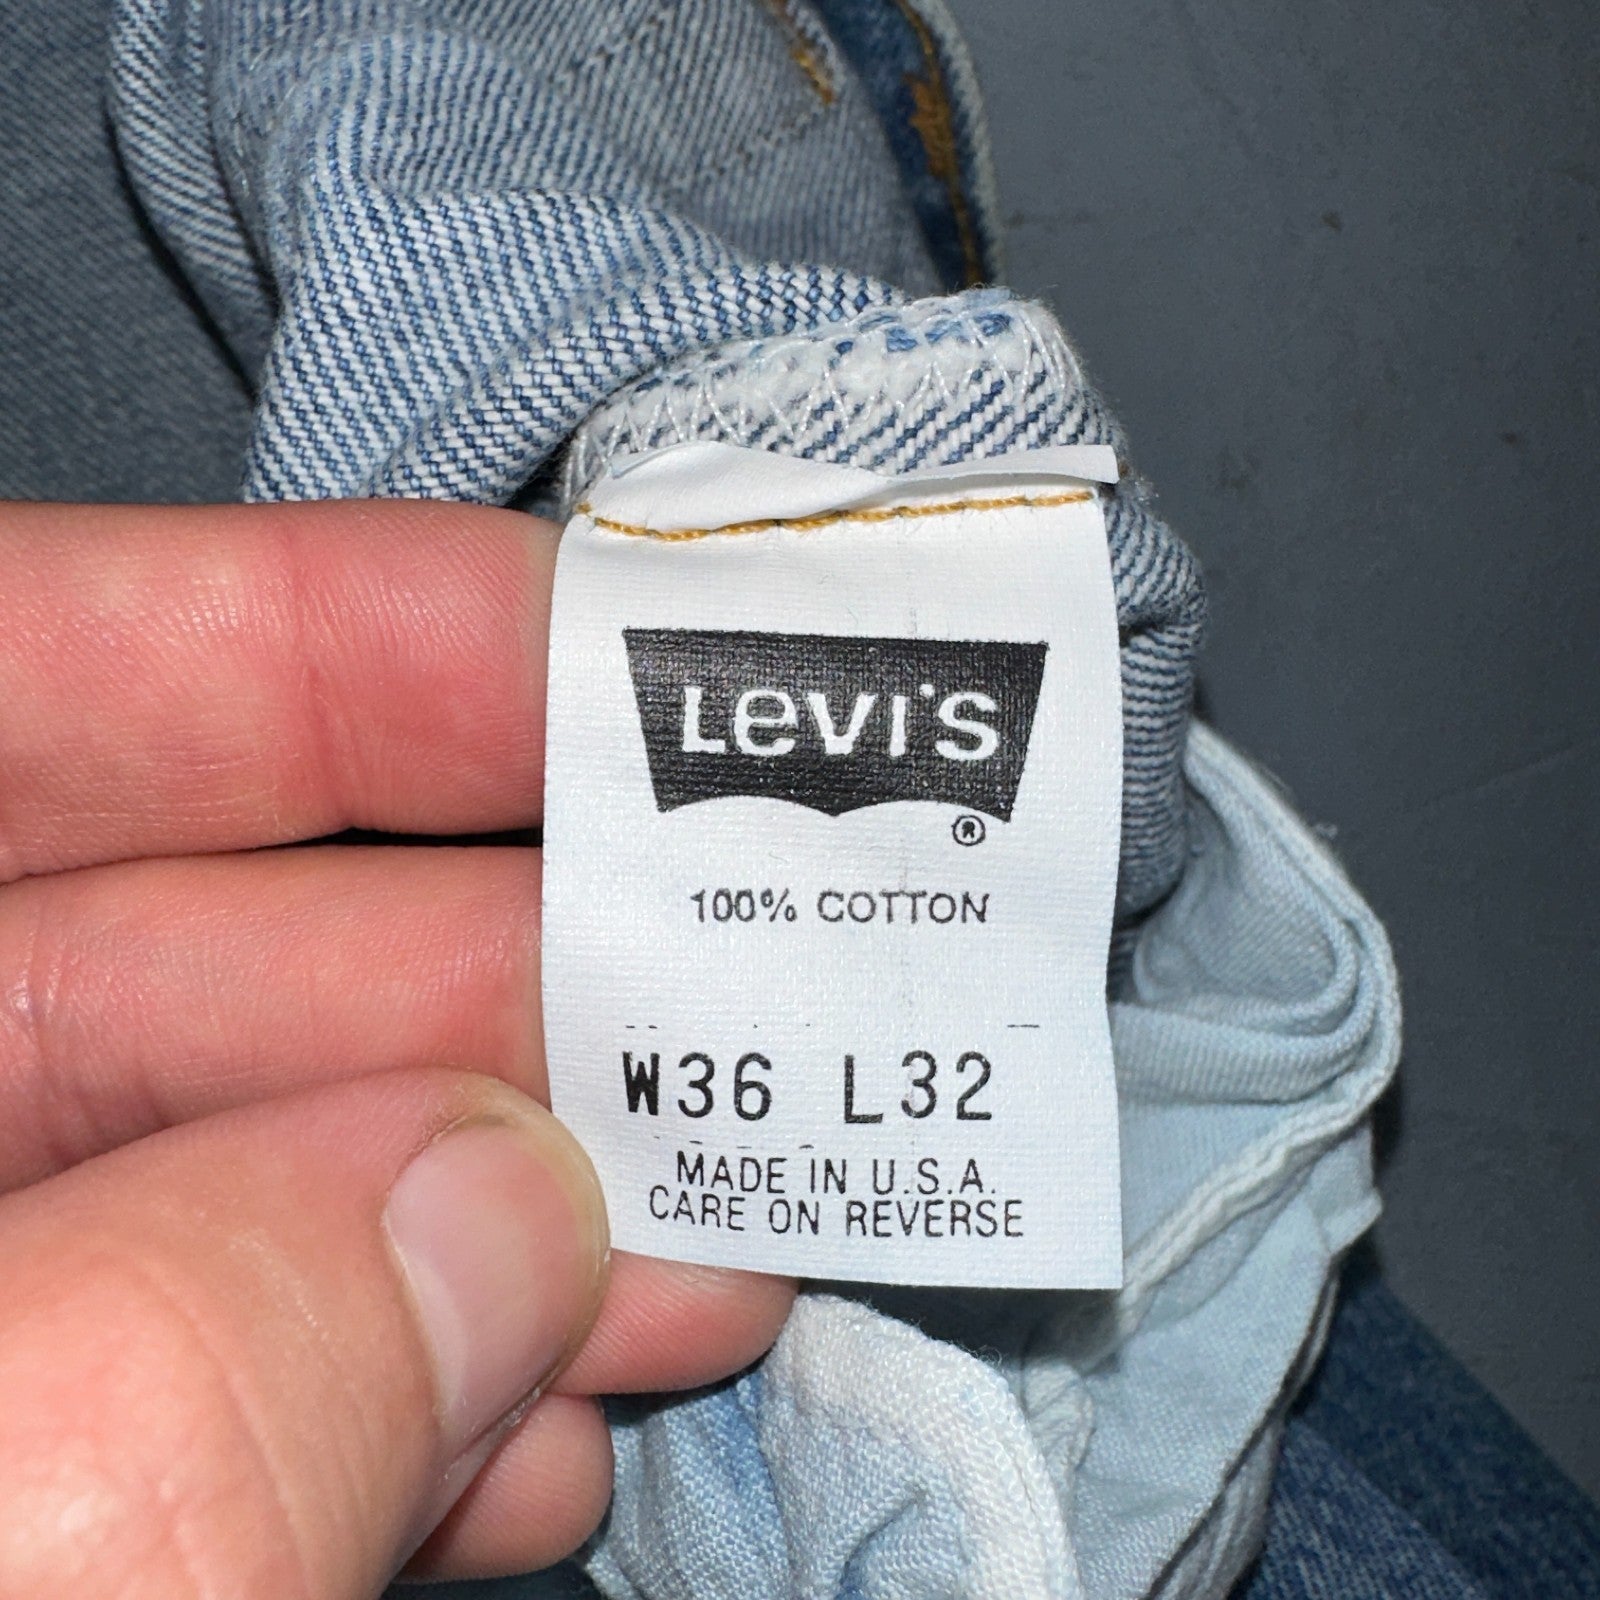 Levi's
®
100% COTTON
W36 L32
MADE IN U.S.A.
CARE ON REVERSE